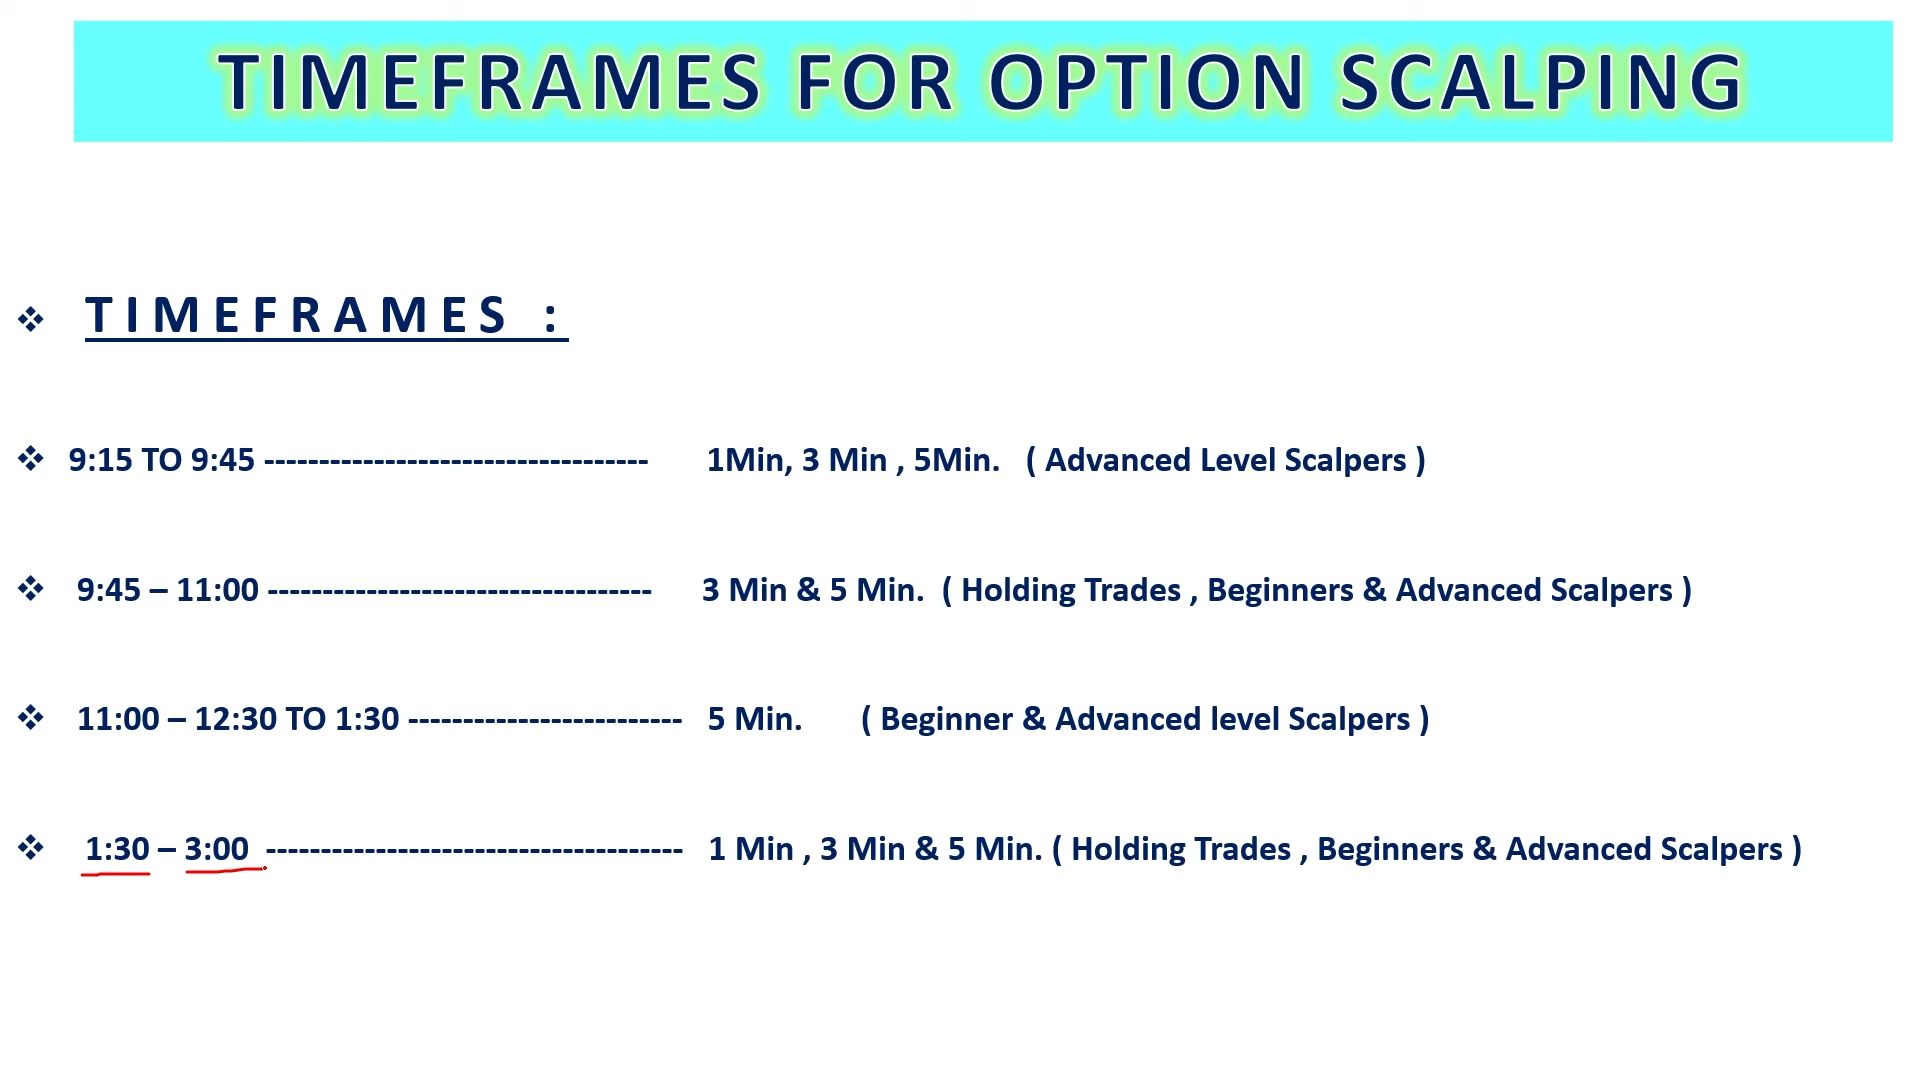 TIMEFRAMES FOR OPTION SCALPING
❖ TIMEFRAMES :
❖ 9:15 TO 9:45 ----------------------------------- 1Min, 3 Min , 5Min. ( Advanced Level Scalpers )
❖ 9:45 – 11:00 ----------------------------------- 3 Min & 5 Min. ( Holding Trades , Beginners & Advanced Scalpers )
❖ 11:00 – 12:30 TO 1:30 ------------------------- 5 Min. ( Beginner & Advanced level Scalpers )
❖ 1:30 – 3:00 -------------------------------------- 1 Min , 3 Min & 5 Min. ( Holding Trades , Beginners & Advanced Scalpers )